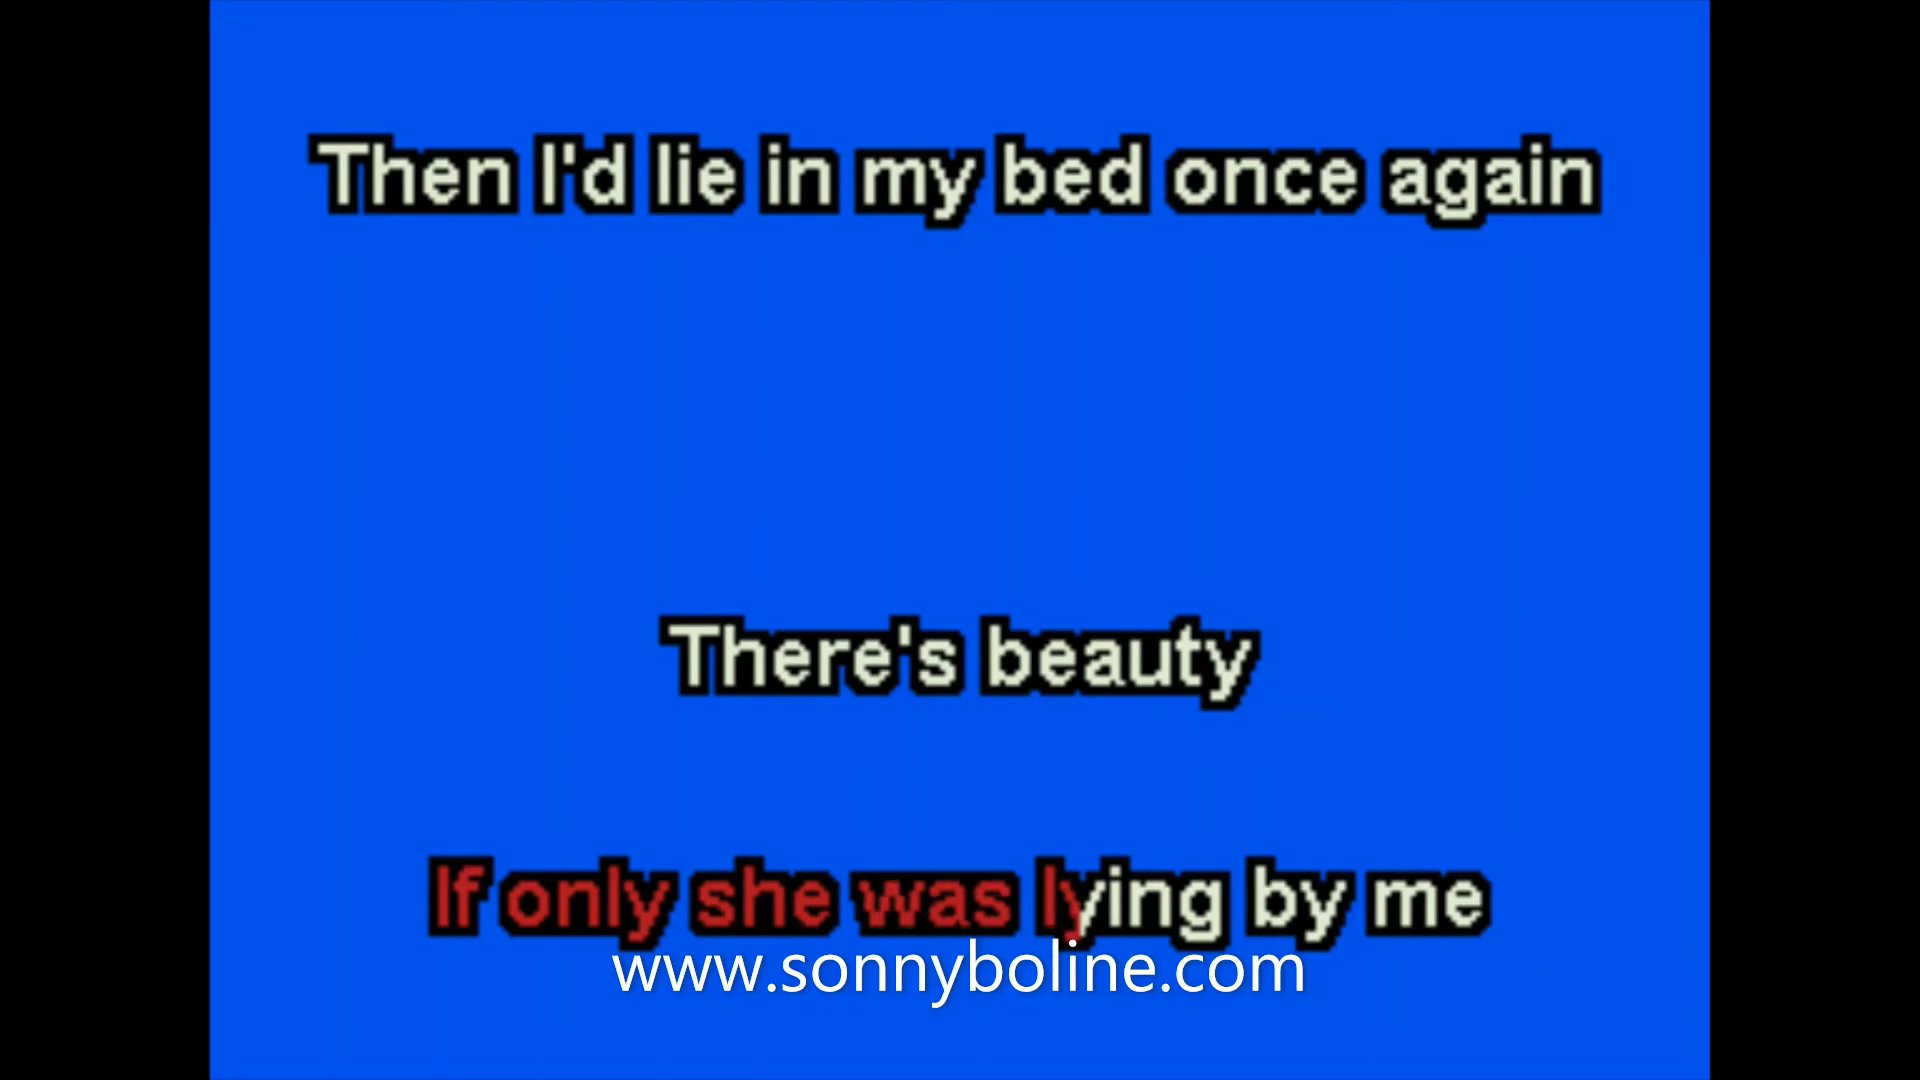 Then I'd lie in my bed once again
There's beauty
If only she was lying by me
www.sonnyboline.com